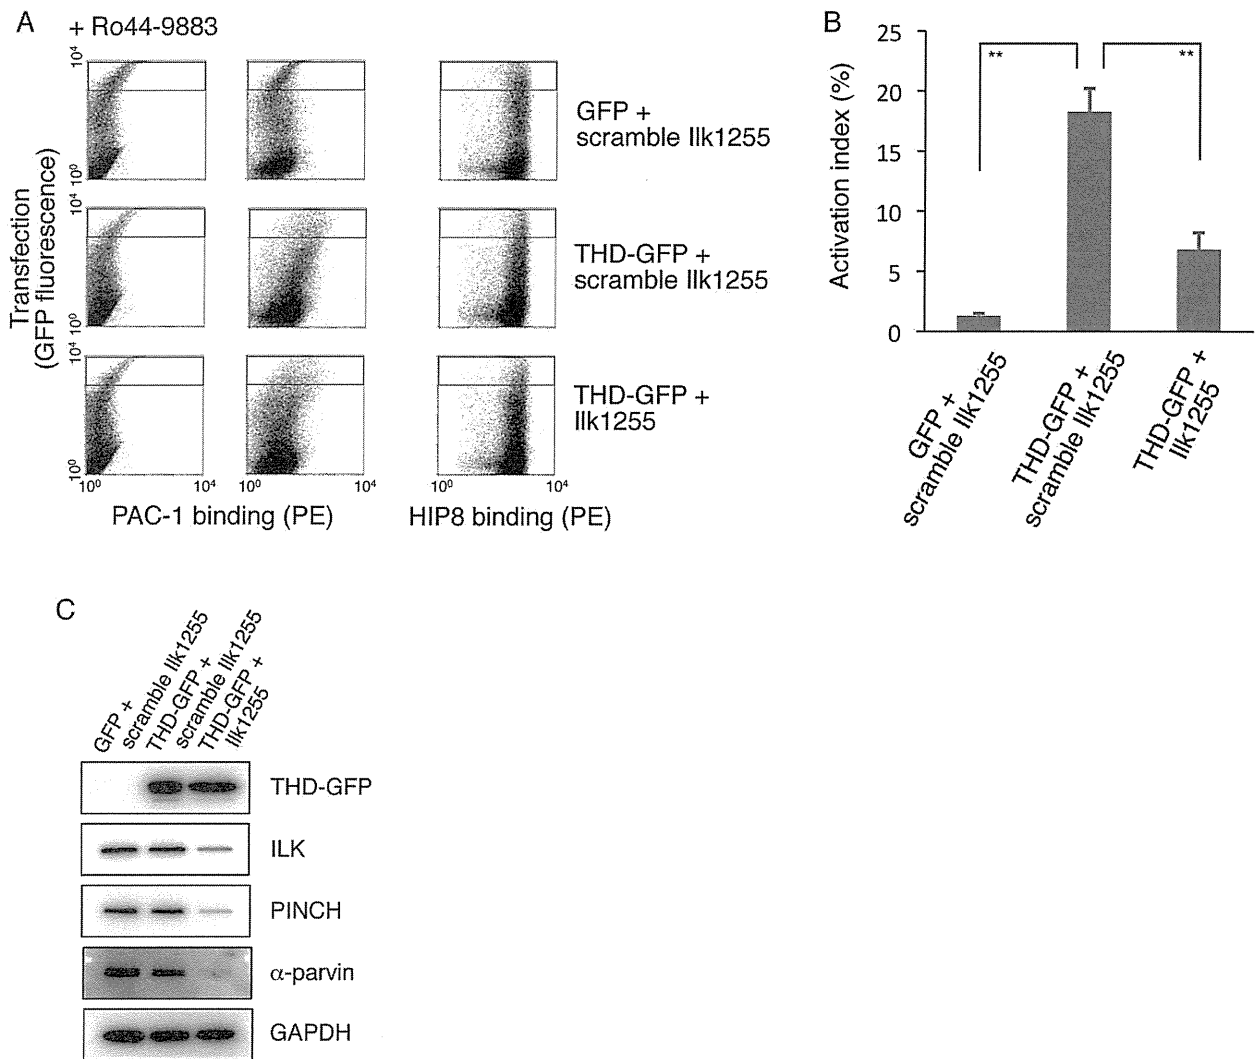 A
+ Ro44-9883
Transfection
(GFP fluorescence)
10⁴
10⁰
GFP +
scramble Ilk1255
10⁴
10⁰
THD-GFP +
scramble Ilk1255
10⁴
10⁰
THD-GFP +
Ilk1255
10⁰
10⁴
10⁰
10⁴
10⁰
10⁴
PAC-1 binding (PE)
HIP8 binding (PE)
B
Activation index (%)
25
20
15
10
5
0
**
**
GFP +
scramble Ilk1255
THD-GFP +
scramble Ilk1255
THD-GFP +
Ilk1255
C
GFP +
scramble Ilk1255
THD-GFP +
scramble Ilk1255
THD-GFP +
Ilk1255
THD-GFP
ILK
PINCH
α-parvin
GAPDH